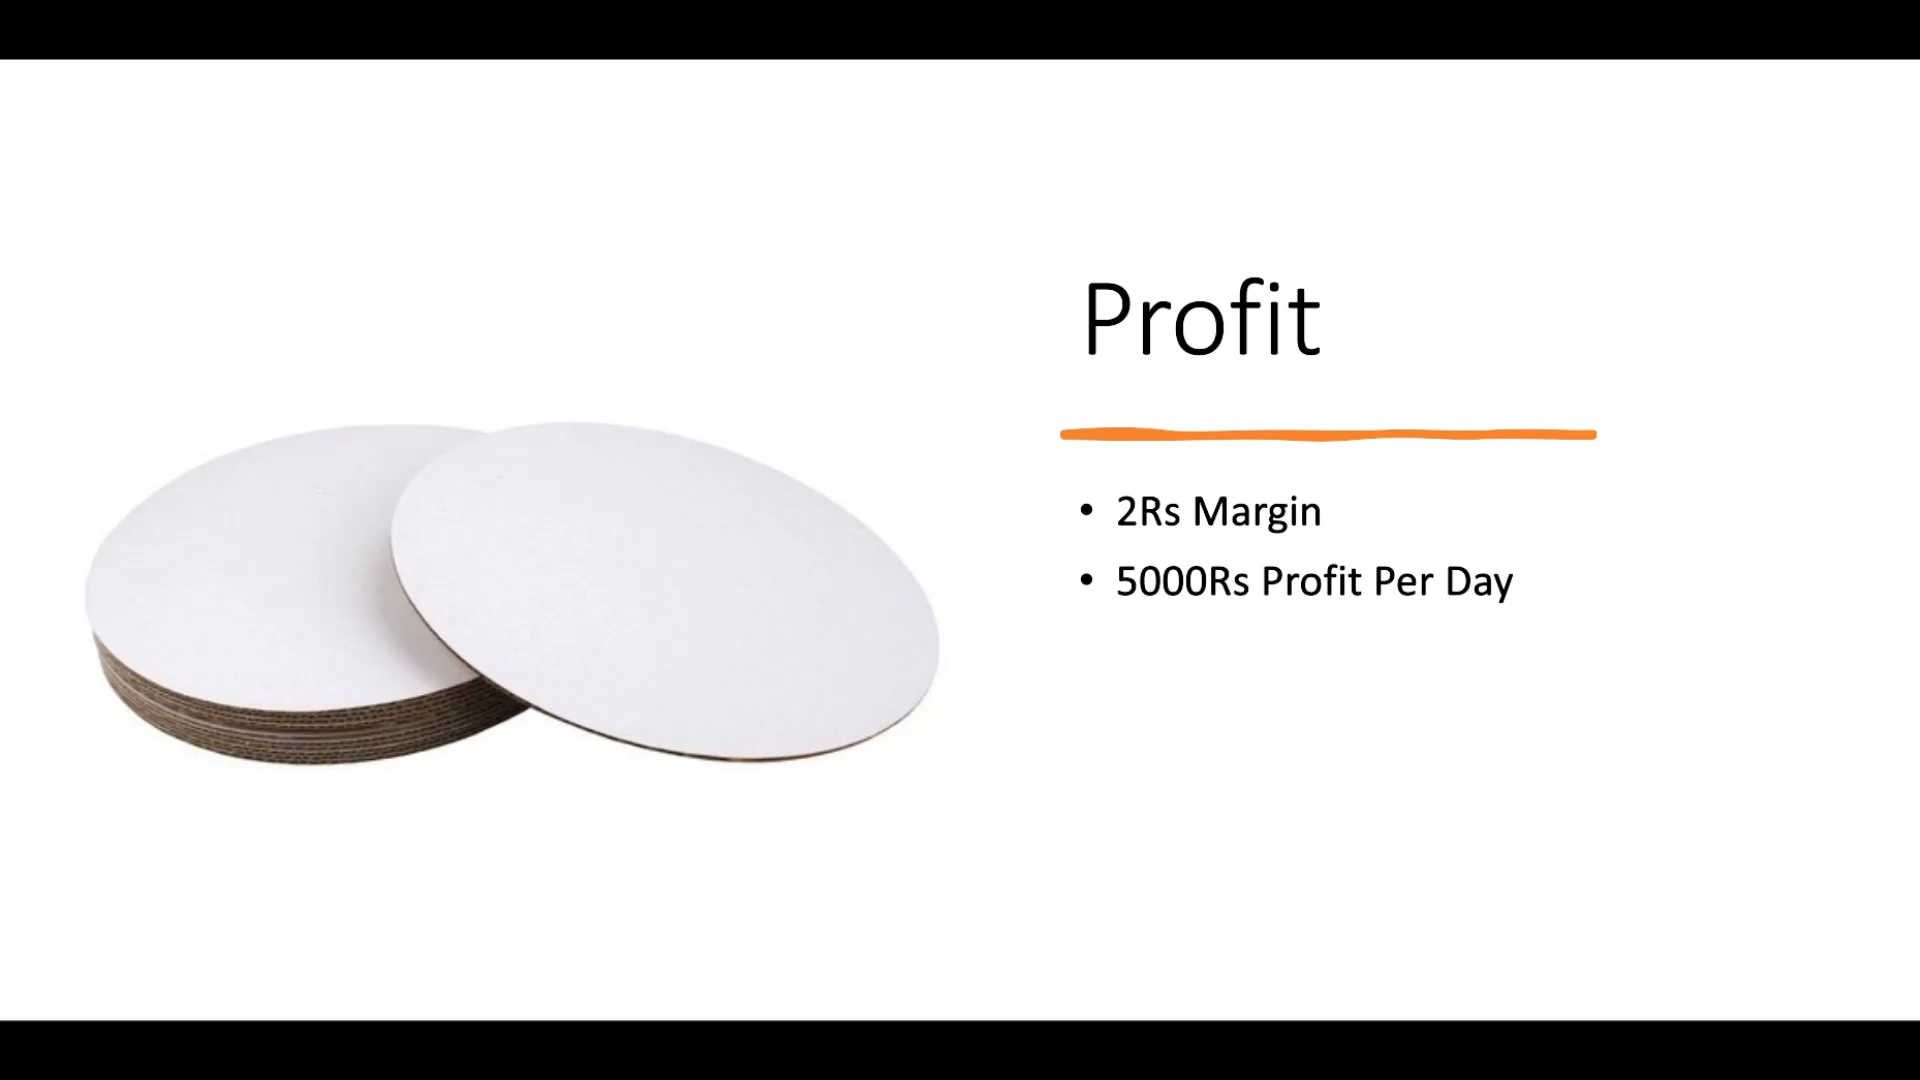 Profit
• 2Rs Margin
• 5000Rs Profit Per Day